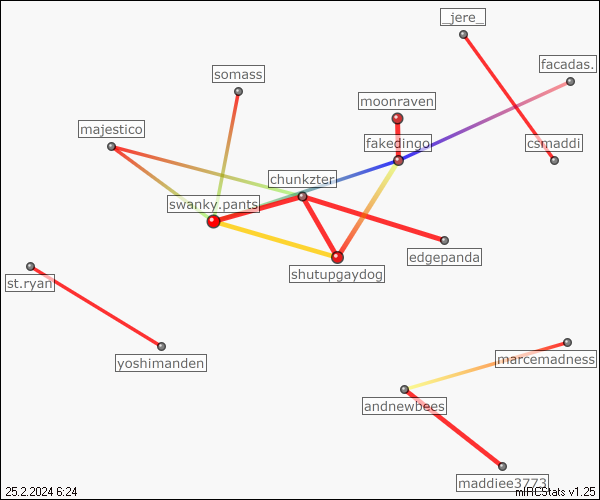 _jere_
facadas.
somass
moonraven
majestico
fakedingo
csmaddi
chunkzter
swanky.pants
edgepanda
shutupgaydog
st.ryan
yoshimanden
marcemadness
andnewbees
maddiee3773
25.2.2024 6:24
mIRCStats v1.25